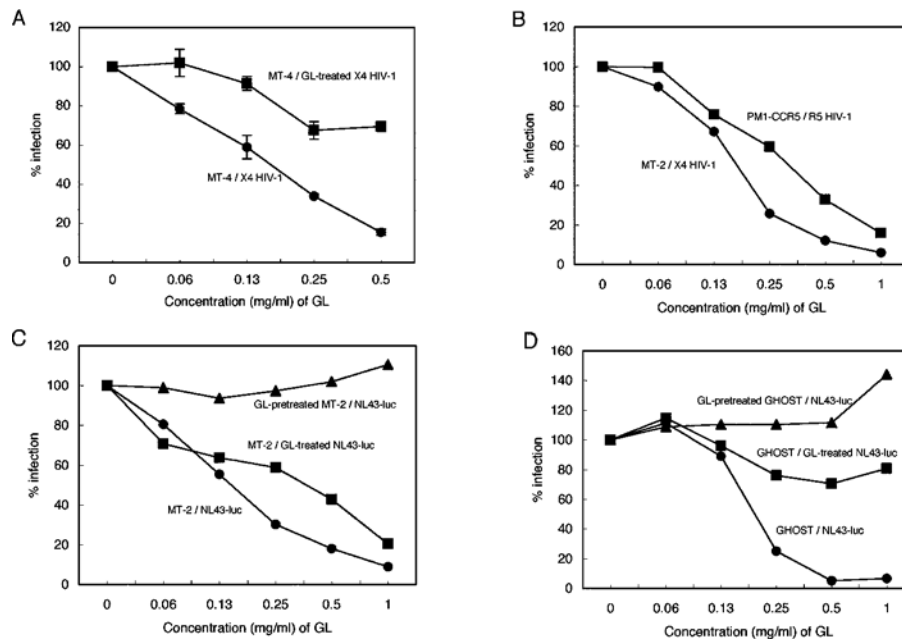 A
120
100
80
60
40
20
0
% infection
MT-4 / GL-treated X4 HIV-1
MT-4 / X4 HIV-1
0 0.06 0.13 0.25 0.5
Concentration (mg/ml) of GL
B
120
100
80
60
40
20
0
% infection
PM1-CCR5 / R5 HIV-1
MT-2 / X4 HIV-1
0 0.06 0.13 0.25 0.5 1
Concentration (mg/ml) of GL
C
120
100
80
60
40
20
0
% infection
GL-pretreated MT-2 / NL43-luc
MT-2 / GL-treated NL43-luc
MT-2 / NL43-luc
0 0.06 0.13 0.25 0.5 1
Concentration (mg/ml) of GL
D
160
140
120
100
80
60
40
20
0
% infection
GL-pretreated GHOST / NL43-luc
GHOST / GL-treated NL43-luc
GHOST / NL43-luc
0 0.06 0.13 0.25 0.5 1
Concentration (mg/ml) of GL